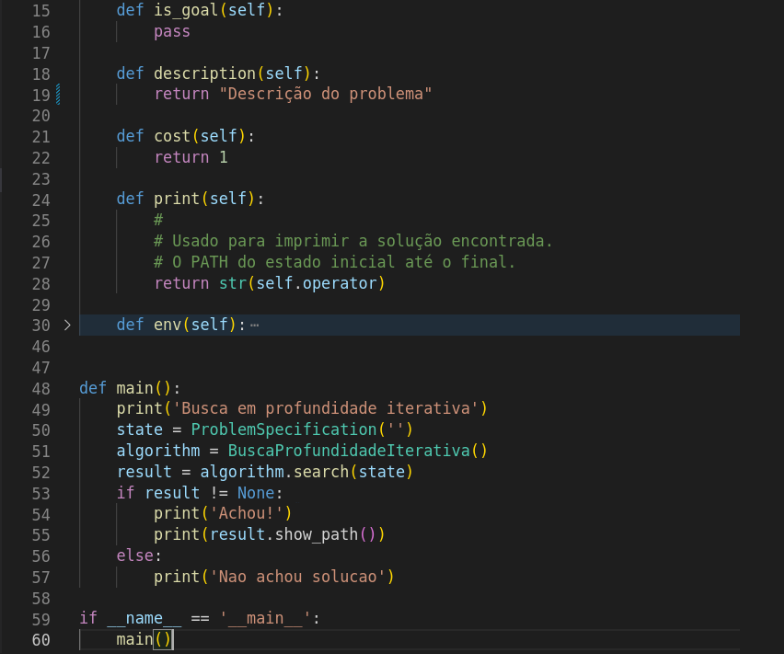 15 def is_goal(self):
16 pass
17
18 def description(self):
19 return "Descrição do problema"
20
21 def cost(self):
22 return 1
23
24 def print(self):
25 #
26 # Usado para imprimir a solução encontrada.
27 # O PATH do estado inicial até o final.
28 return str(self.operator)
29
30 def env(self): ⋯
46
47
48 def main():
49 print('Busca em profundidade iterativa')
50 state = ProblemSpecification('')
51 algorithm = BuscaProfundidadeIterativa()
52 result = algorithm.search(state)
53 if result != None:
54 print('Achou!')
55 print(result.show_path())
56 else:
57 print('Nao achou solucao')
58
59 if __name__ == '__main__':
60 main()